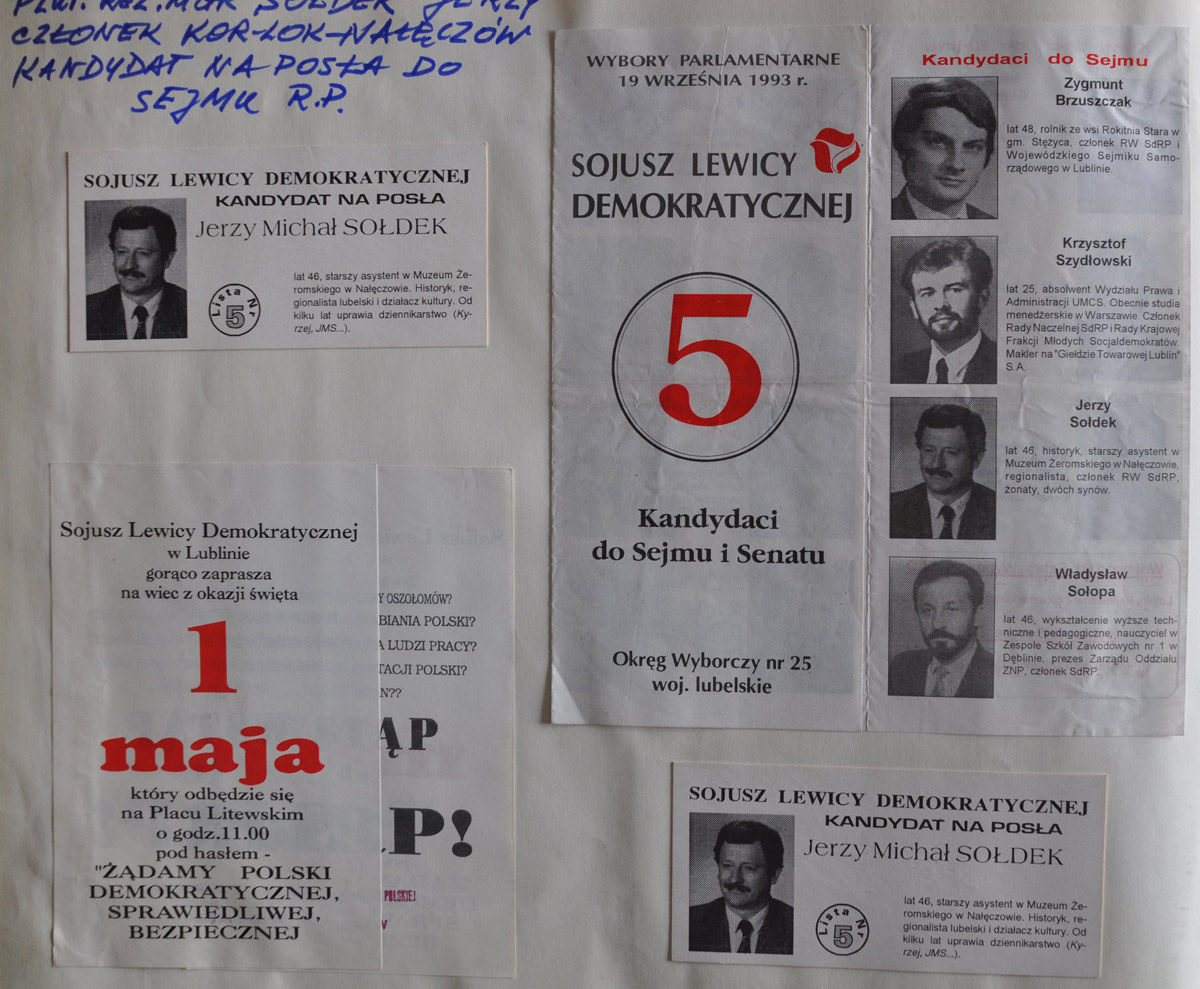 SOŁDEK JERZY
CZŁONEK KOR-ŁOK-NAŁĘCZÓW
KANDYDAT NA POSŁA DO
SEJMU R.P.
SOJUSZ LEWICY DEMOKRATYCZNEJ
KANDYDAT NA POSŁA
Jerzy Michał SOŁDEK
lat 46, starszy asystent w Muzeum Że-
romskiego w Nałęczowie. Historyk, re-
gionalista lubelski i działacz kultury. Od
kilku lat uprawia dziennikarstwo (Ky-
rzej, JMS...).
Lista Nr
5
WYBORY PARLAMENTARNE
19 WRZEŚNIA 1993 r.
SOJUSZ LEWICY
DEMOKRATYCZNEJ
5
Kandydaci
do Sejmu i Senatu
Okręg Wyborczy nr 25
woj. lubelskie
Kandydaci do Sejmu
Zygmunt
Brzuszczak
lat 48, rolnik ze wsi Rokitnia Stara w
gm. Stężyca, członek RW SdRP i
Wojewódzkiego Sejmiku Samo-
rządowego w Lublinie.
Krzysztof
Szydłowski
lat 25, absolwent Wydziału Prawa i
Administracji UMCS. Obecnie studia
menedżerskie w Warszawie. Członek
Rady Naczelnej SdRP i Rady Krajowej
Frakcji Młodych Socjaldemokratów.
Makler na "Giełdzie Towarowej Lublin"
S.A.
Jerzy
Sołdek
lat 46, historyk, starszy asystent w
Muzeum Żeromskiego w Nałęczowie,
regionalista, członek RW SdRP,
żonaty, dwóch synów.
Władysław
Sołopa
lat 46, wykształcenie wyższe tech-
niczne i pedagogiczne, nauczyciel w
Zespole Szkół Zawodowych nr 1 w
Dęblinie, prezes Zarządu Oddziału
ZNP, członek SdRP.
Sojusz Lewicy Demokratycznej
w Lublinie
gorąco zaprasza
na wiec z okazji święta
1
maja
który odbędzie się
na Placu Litewskim
o godz.11.00
pod hasłem -
"ŻĄDAMY POLSKI
DEMOKRATYCZNEJ,
SPRAWIEDLIWEJ,
BEZPIECZNEJ
Y OSZOŁOMÓW?
BIANIA POLSKI?
A LUDZI PRACY?
TACJI POLSKI?
N??
ĄP
P!
POLSKIEJ
SOJUSZ LEWICY DEMOKRATYCZNEJ
KANDYDAT NA POSŁA
Jerzy Michał SOŁDEK
lat 46, starszy asystent w Muzeum Że-
romskiego w Nałęczowie. Historyk, re-
gionalista lubelski i działacz kultury. Od
kilku lat uprawia dziennikarstwo (Ky-
rzej, JMS...).
Lista Nr
5